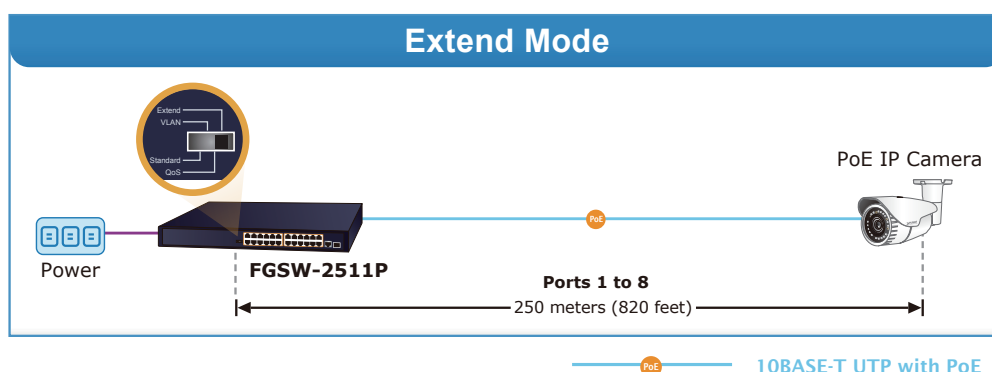 Extend Mode
Extend
VLAN
Standard
QoS
PoE IP Camera
PoE
Power
FGSW-2511P
Ports 1 to 8
250 meters (820 feet)
PoE
10BASE-T UTP with PoE